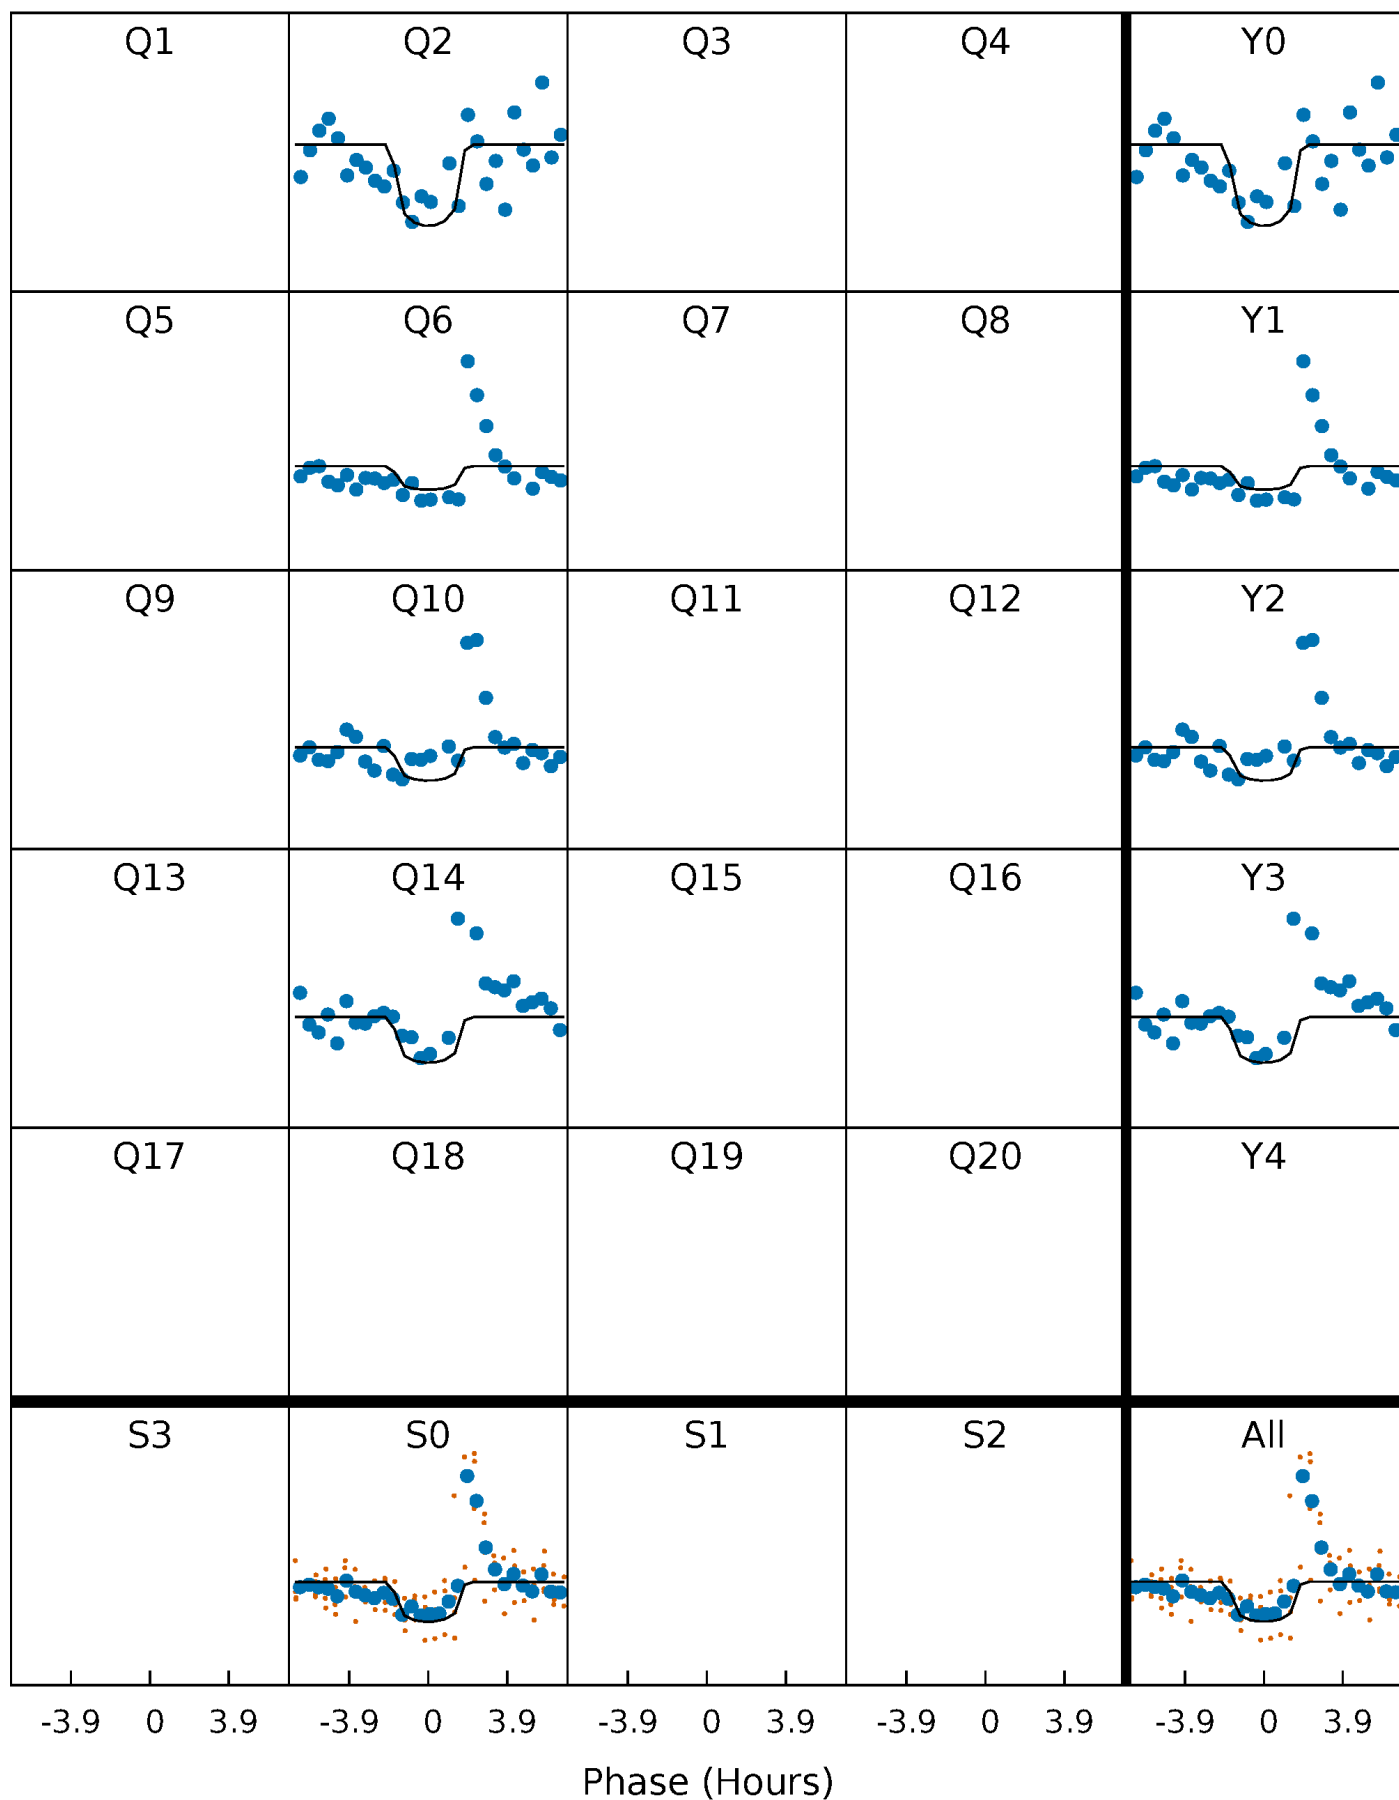 Q1 Q2 Q3 Q4 Y0
Q5 Q6 Q7 Q8 Y1
Q9 Q10 Q11 Q12 Y2
Q13 Q14 Q15 Q16 Y3
Q17 Q18 Q19 Q20 Y4
S3 S0 S1 S2 All
-3.9 0 3.9 -3.9 0 3.9 -3.9 0 3.9 -3.9 0 3.9 -3.9 0 3.9
Phase (Hours)